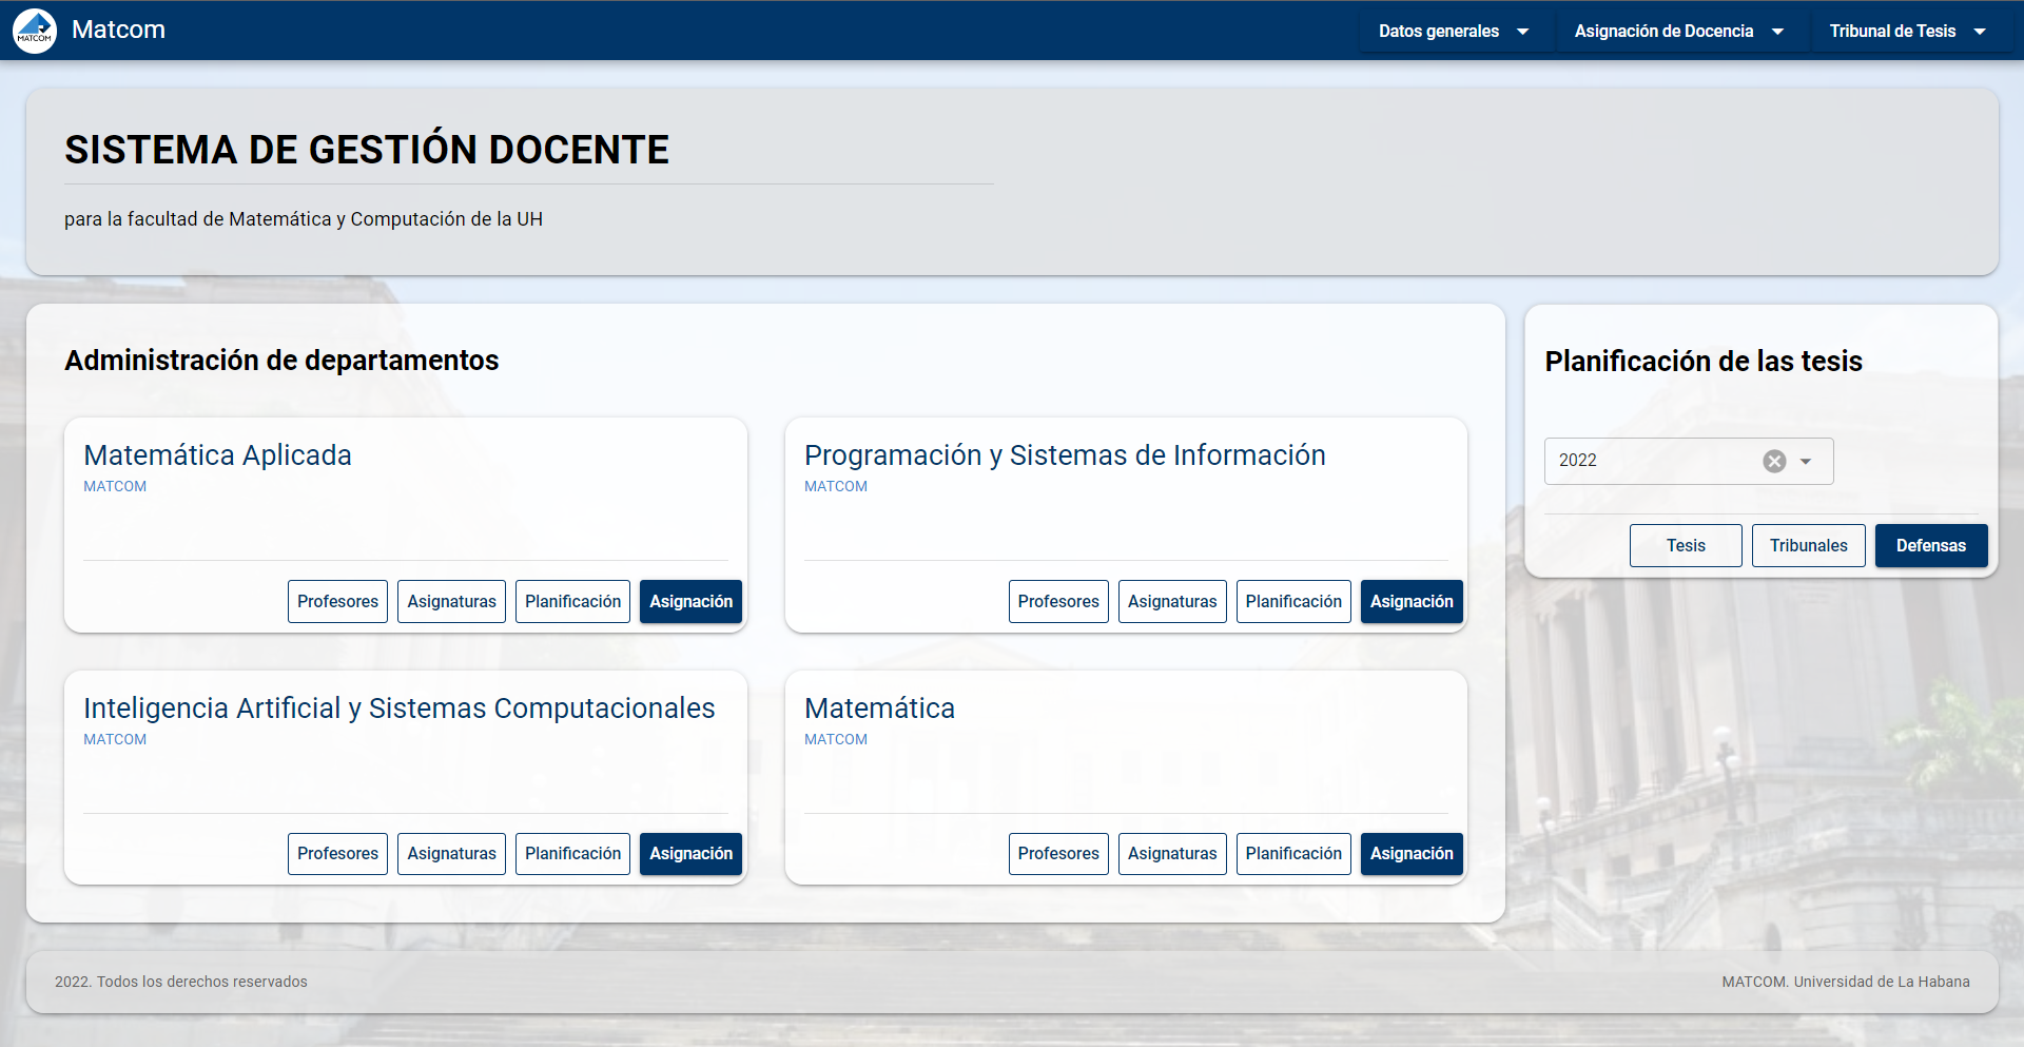 MATCOM
Matcom
Datos generales
Asignación de Docencia
Tribunal de Tesis
SISTEMA DE GESTIÓN DOCENTE
para la facultad de Matemática y Computación de la UH
Administración de departamentos
Matemática Aplicada
MATCOM
Profesores
Asignaturas
Planificación
Asignación
Programación y Sistemas de Información
MATCOM
Profesores
Asignaturas
Planificación
Asignación
Inteligencia Artificial y Sistemas Computacionales
MATCOM
Profesores
Asignaturas
Planificación
Asignación
Matemática
MATCOM
Profesores
Asignaturas
Planificación
Asignación
Planificación de las tesis
2022
Tesis
Tribunales
Defensas
2022. Todos los derechos reservados
MATCOM. Universidad de La Habana